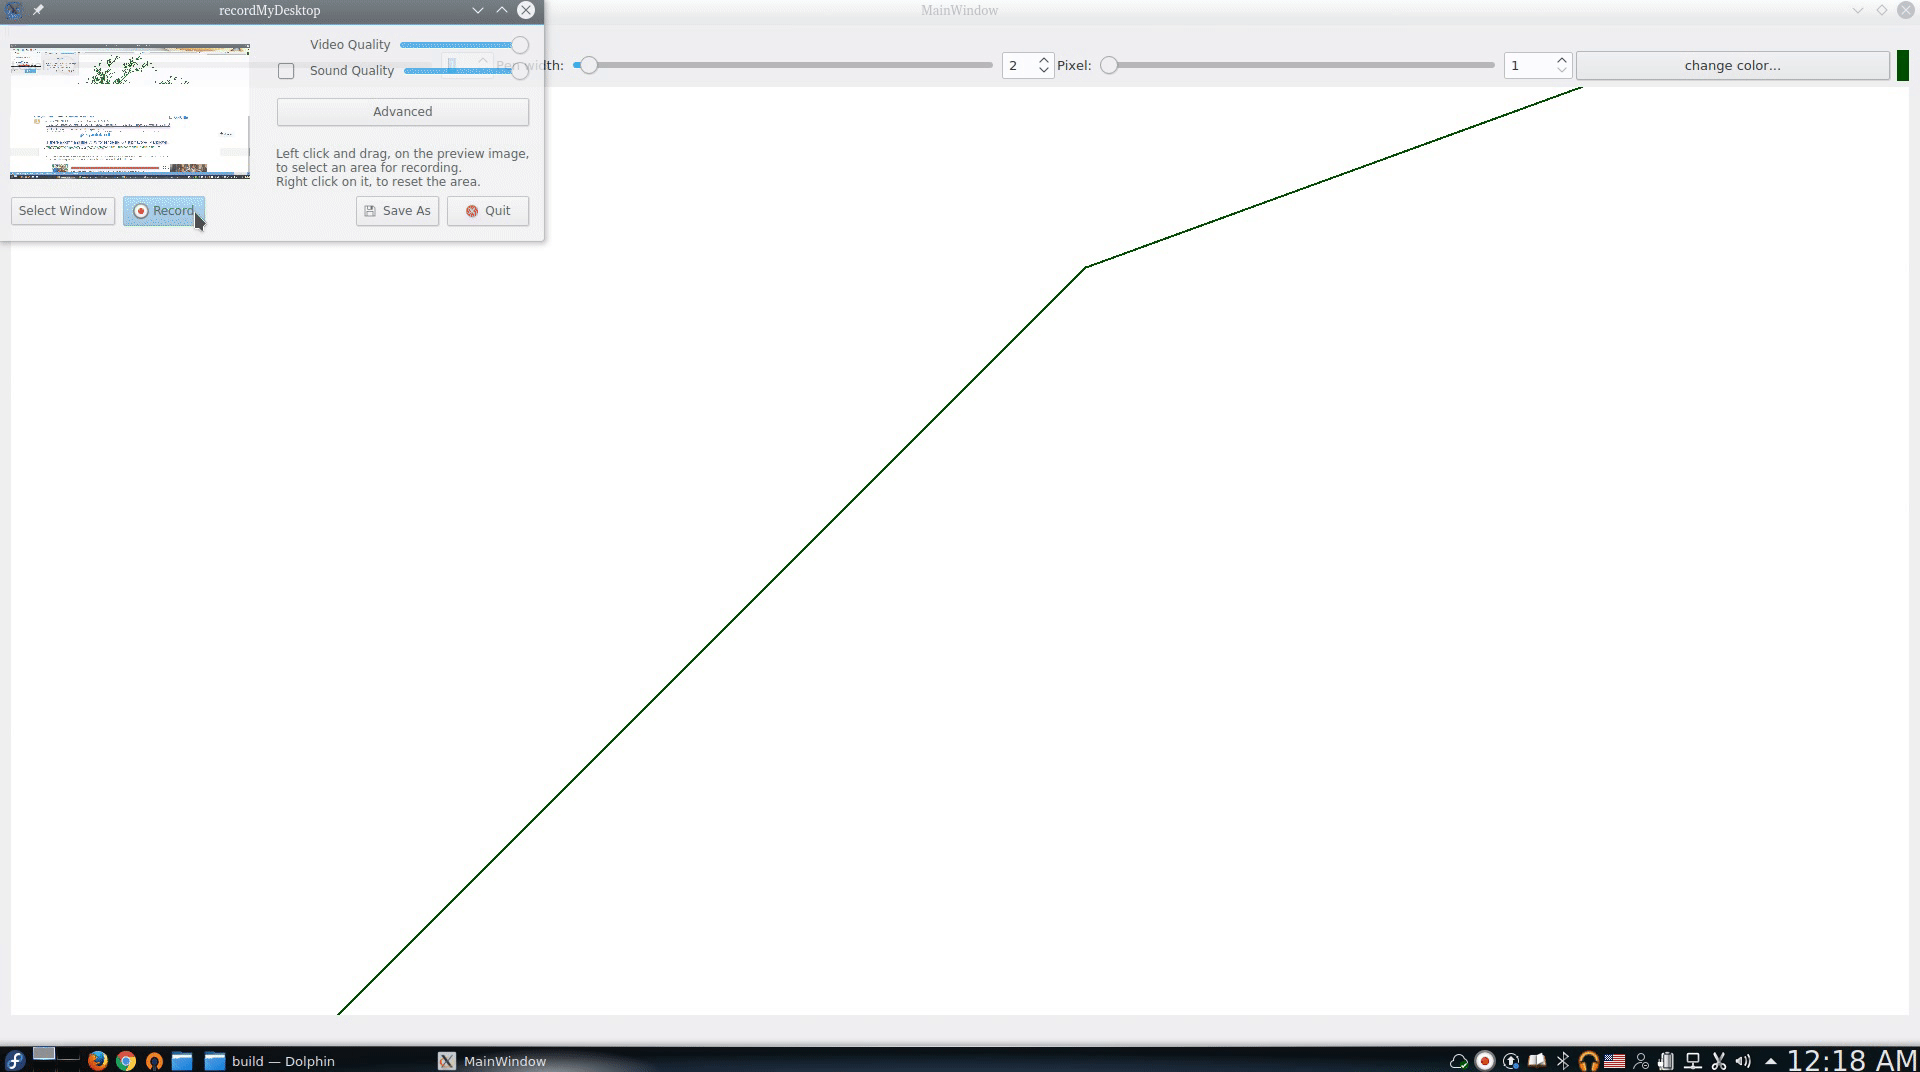 recordMyDesktop
MainWindow
Video Quality
Sound Quality
Pen width:
2
Pixel:
1
change color...
Advanced
Left click and drag, on the preview image,
to select an area for recording.
Right click on it, to reset the area.
Select Window
Record
Save As
Quit
build — Dolphin
MainWindow
12:18 AM